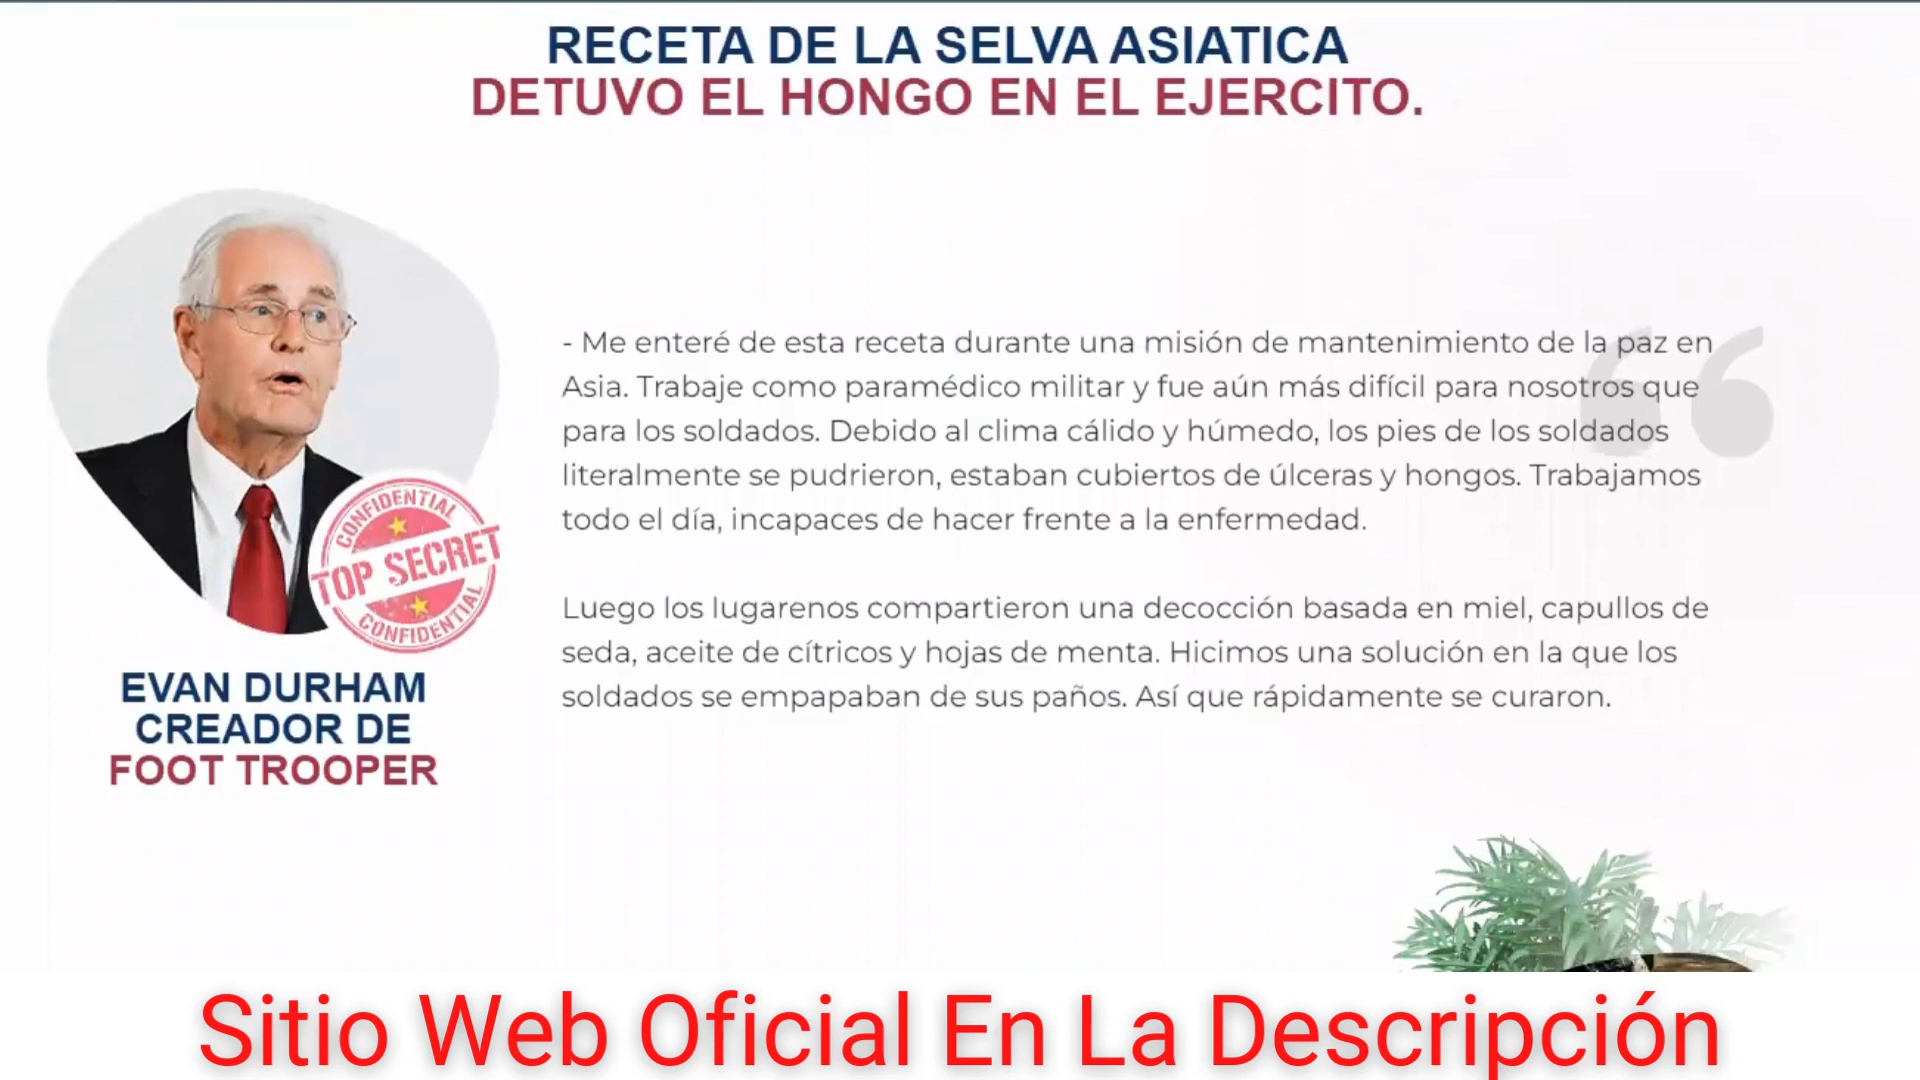 RECETA DE LA SELVA ASIATICA
DETUVO EL HONGO EN EL EJERCITO.
- Me enteré de esta receta durante una misión de mantenimiento de la paz en
Asia. Trabaje como paramédico militar y fue aún más difícil para nosotros que
para los soldados. Debido al clima cálido y húmedo, los pies de los soldados
literalmente se pudrieron, estaban cubiertos de úlceras y hongos. Trabajamos
todo el día, incapaces de hacer frente a la enfermedad.
Luego los lugarenos compartieron una decocción basada en miel, capullos de
seda, aceite de cítricos y hojas de menta. Hicimos una solución en la que los
soldados se empapaban de sus paños. Así que rápidamente se curaron.
CONFIDENTIAL
TOP SECRET
CONFIDENTIAL
EVAN DURHAM
CREADOR DE
FOOT TROOPER
Sitio Web Oficial En La Descripción